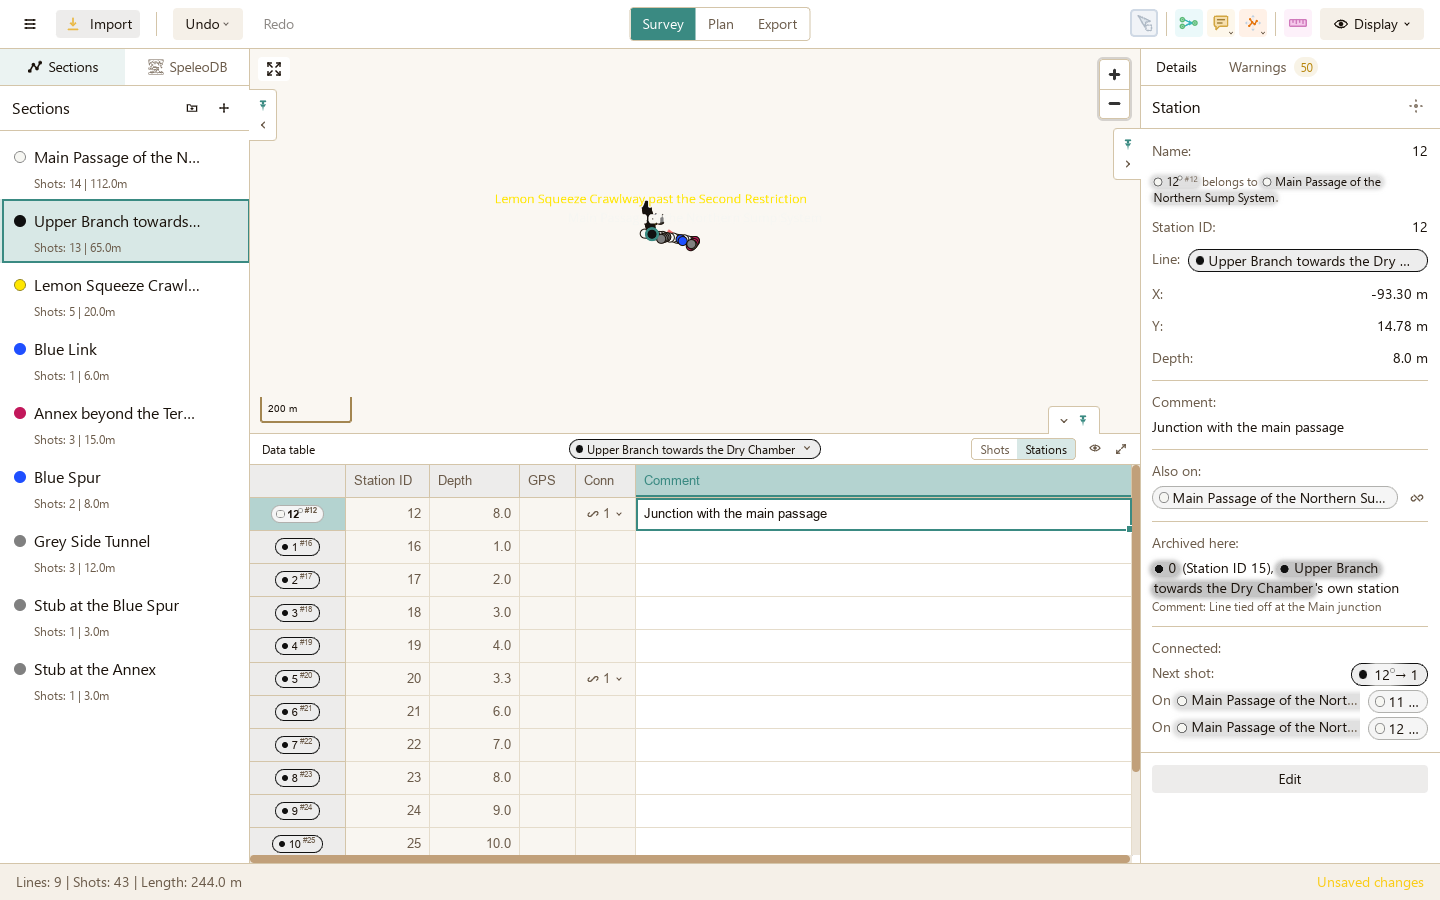 Import
Undo
Redo
Survey
Plan
Export
Display
Sections
SpeleoDB
Details
Warnings 50
Sections
Main Passage of the N...
Shots: 14 | 112.0m
Upper Branch towards...
Shots: 13 | 65.0m
Lemon Squeeze Crawl...
Shots: 5 | 20.0m
Blue Link
Shots: 1 | 6.0m
Annex beyond the Ter...
Shots: 3 | 15.0m
Blue Spur
Shots: 2 | 8.0m
Grey Side Tunnel
Shots: 3 | 12.0m
Stub at the Blue Spur
Shots: 1 | 3.0m
Stub at the Annex
Shots: 1 | 3.0m
Lemon Squeeze Crawlway past the Second Restriction
200 m
Data table
Upper Branch towards the Dry Chamber
Shots
Stations
Station ID Depth GPS Conn Comment
12 #12 12 8.0 1 Junction with the main passage
1 #16 16 1.0
2 #17 17 2.0
3 #18 18 3.0
4 #19 19 4.0
5 #20 20 3.3 1
6 #21 21 6.0
7 #22 22 7.0
8 #23 23 8.0
9 #24 24 9.0
10 #25 25 10.0
Station
Name: 12
12 #12 belongs to Main Passage of the
Northern Sump System.
Station ID: 12
Line: Upper Branch towards the Dry ...
X: -93.30 m
Y: 14.78 m
Depth: 8.0 m
Comment:
Junction with the main passage
Also on:
Main Passage of the Northern Su...
Archived here:
0 (Station ID 15), Upper Branch
towards the Dry Chamber's own station
Comment: Line tied off at the Main junction
Connected:
Next shot: 12→ 1
On Main Passage of the Nort... 11 ...
On Main Passage of the Nort... 12 ...
Edit
Lines: 9 | Shots: 43 | Length: 244.0 m
Unsaved changes